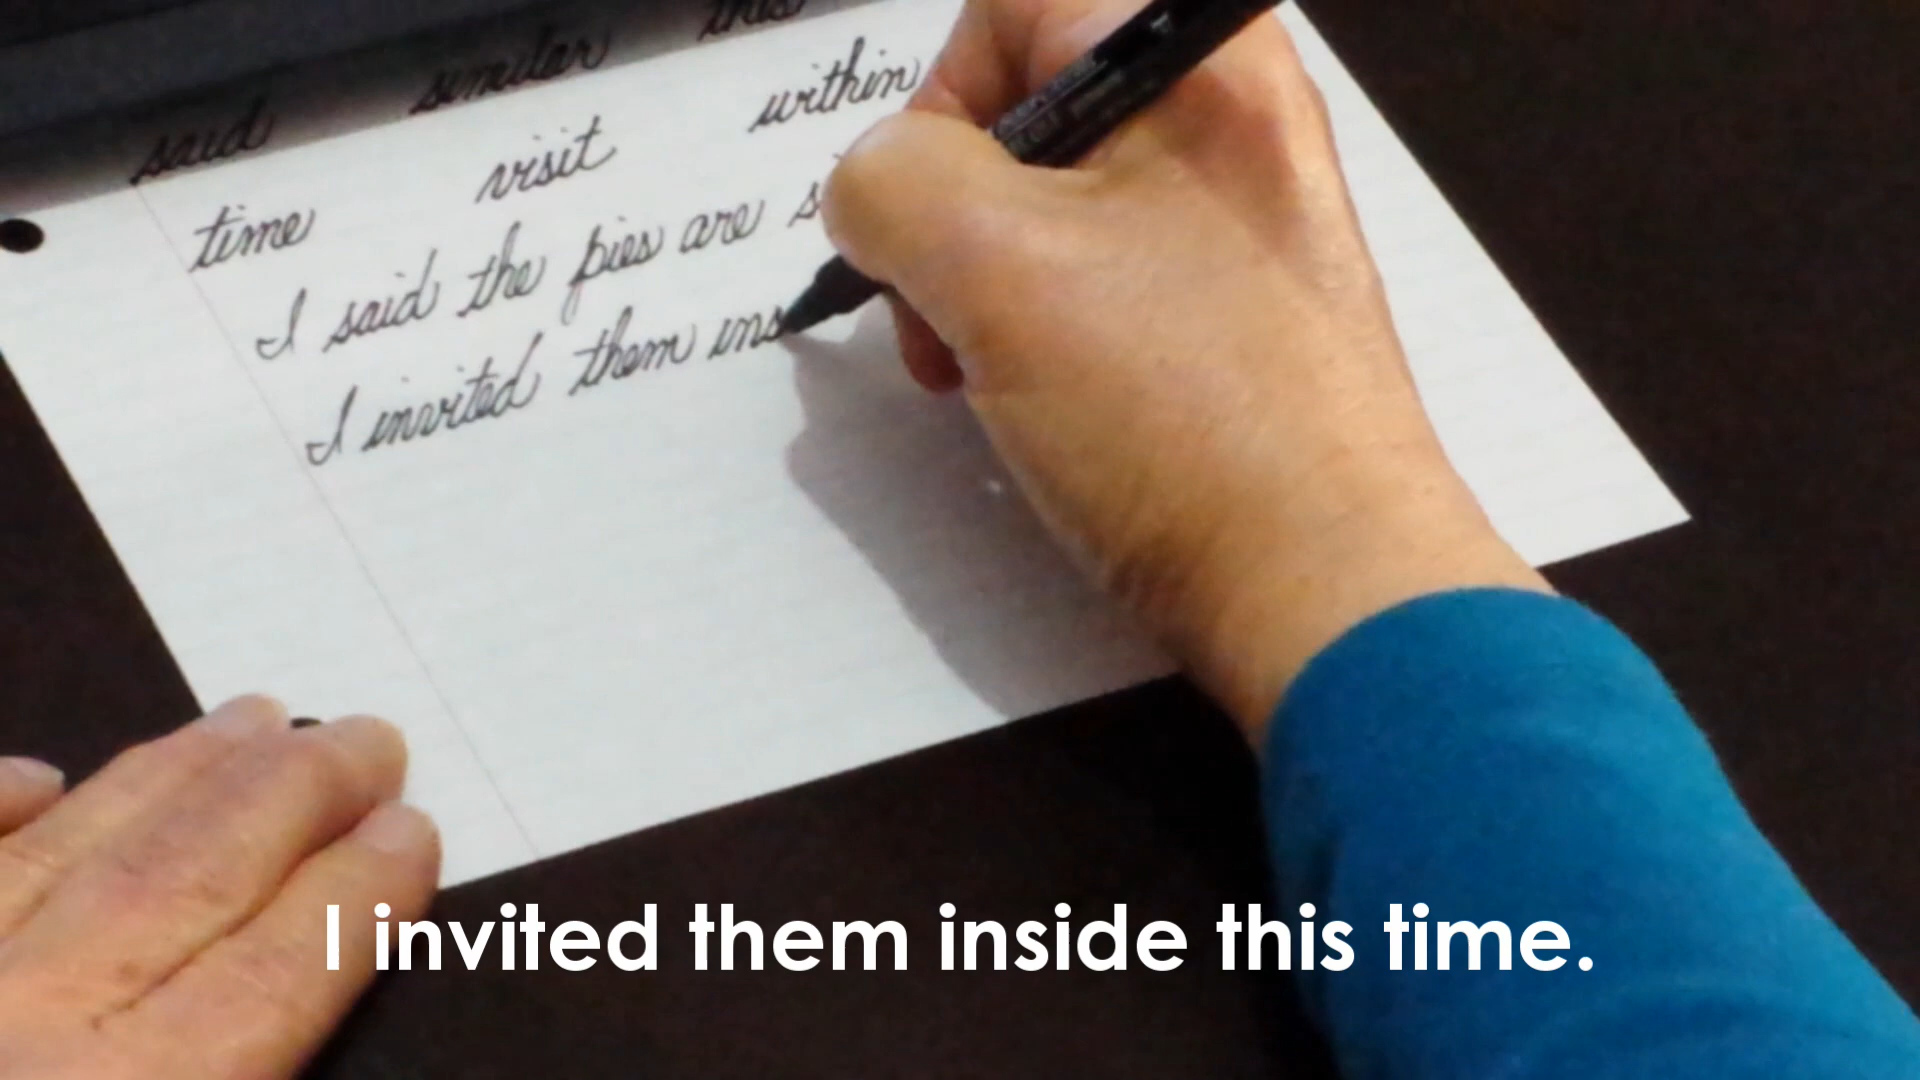 said similar this
time visit within
I said the pies are s
I invited them ins
I invited them inside this time.